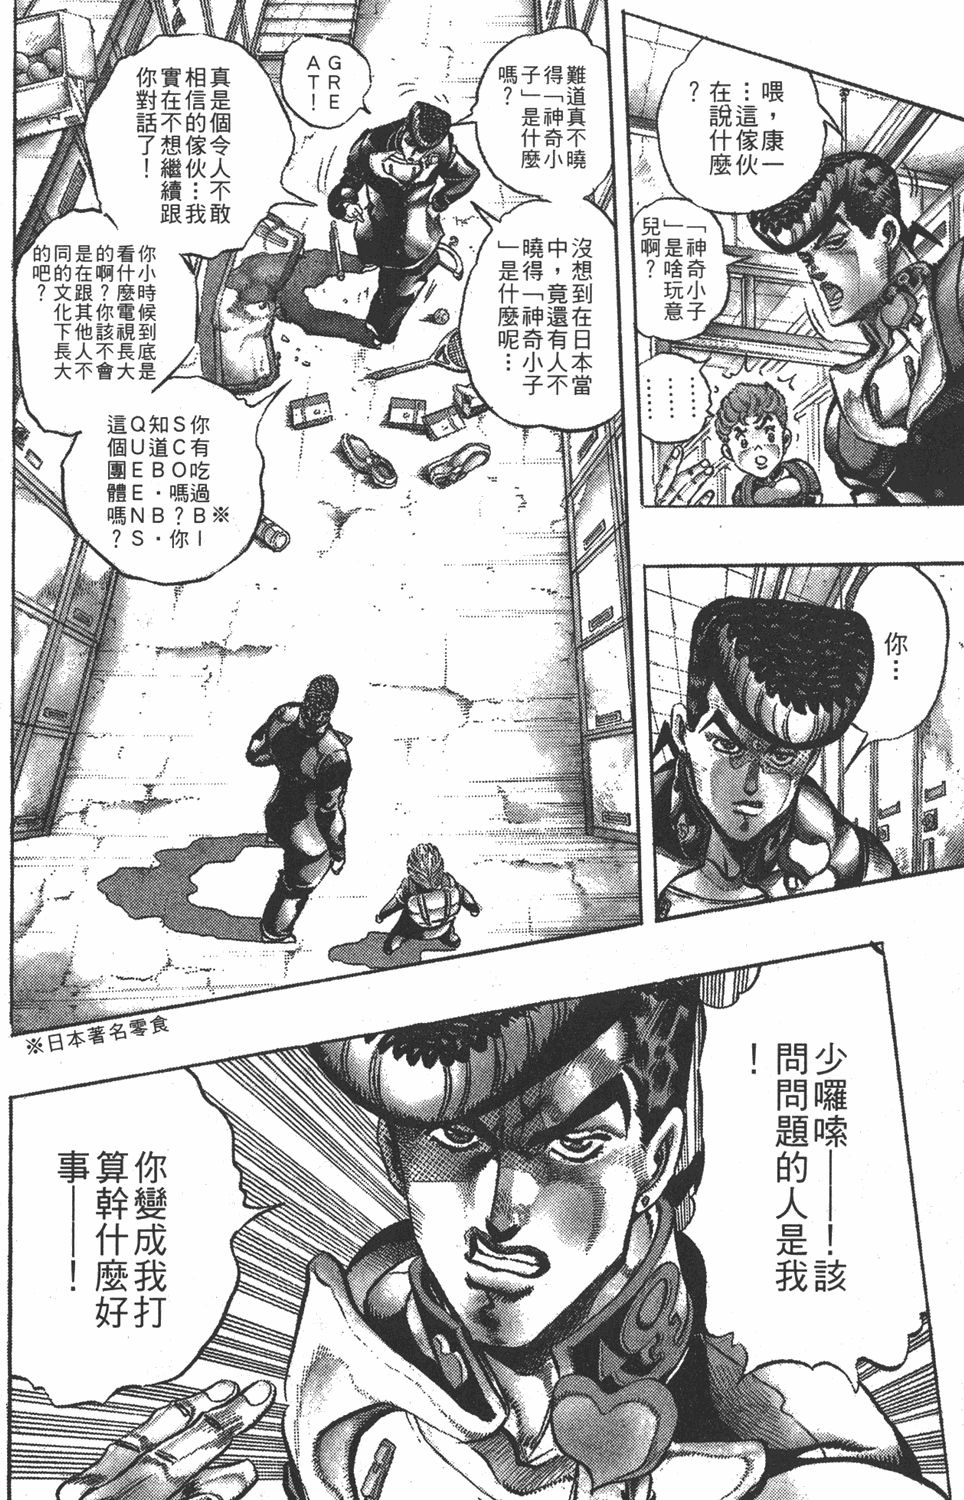 喂，康一
…這傢伙
在說什麼
？
「神奇小子
」是啥玩意
兒啊？
………
………
你…
難道真不曉
得「神奇小
子」是什麼
嗎？
沒想到在日本當
中，竟還有人不
曉得「神奇小子
」是什麼呢…
GRE
AT！
真是個令人不敢
相信的傢伙…我
實在不想繼續跟
你對話了！
你小時候到底是
看什麼電視長大
的啊？你該不會
是在跟其他人不
同的文化下長大
的吧？
你有吃過BI
SCO嗎？你※
知道B．B．
QUEENS
這個團體嗎？
※日本著名零食
少囉嗦——！該
問問題的人是我
！
你變成我打
算幹什麼好
事——！